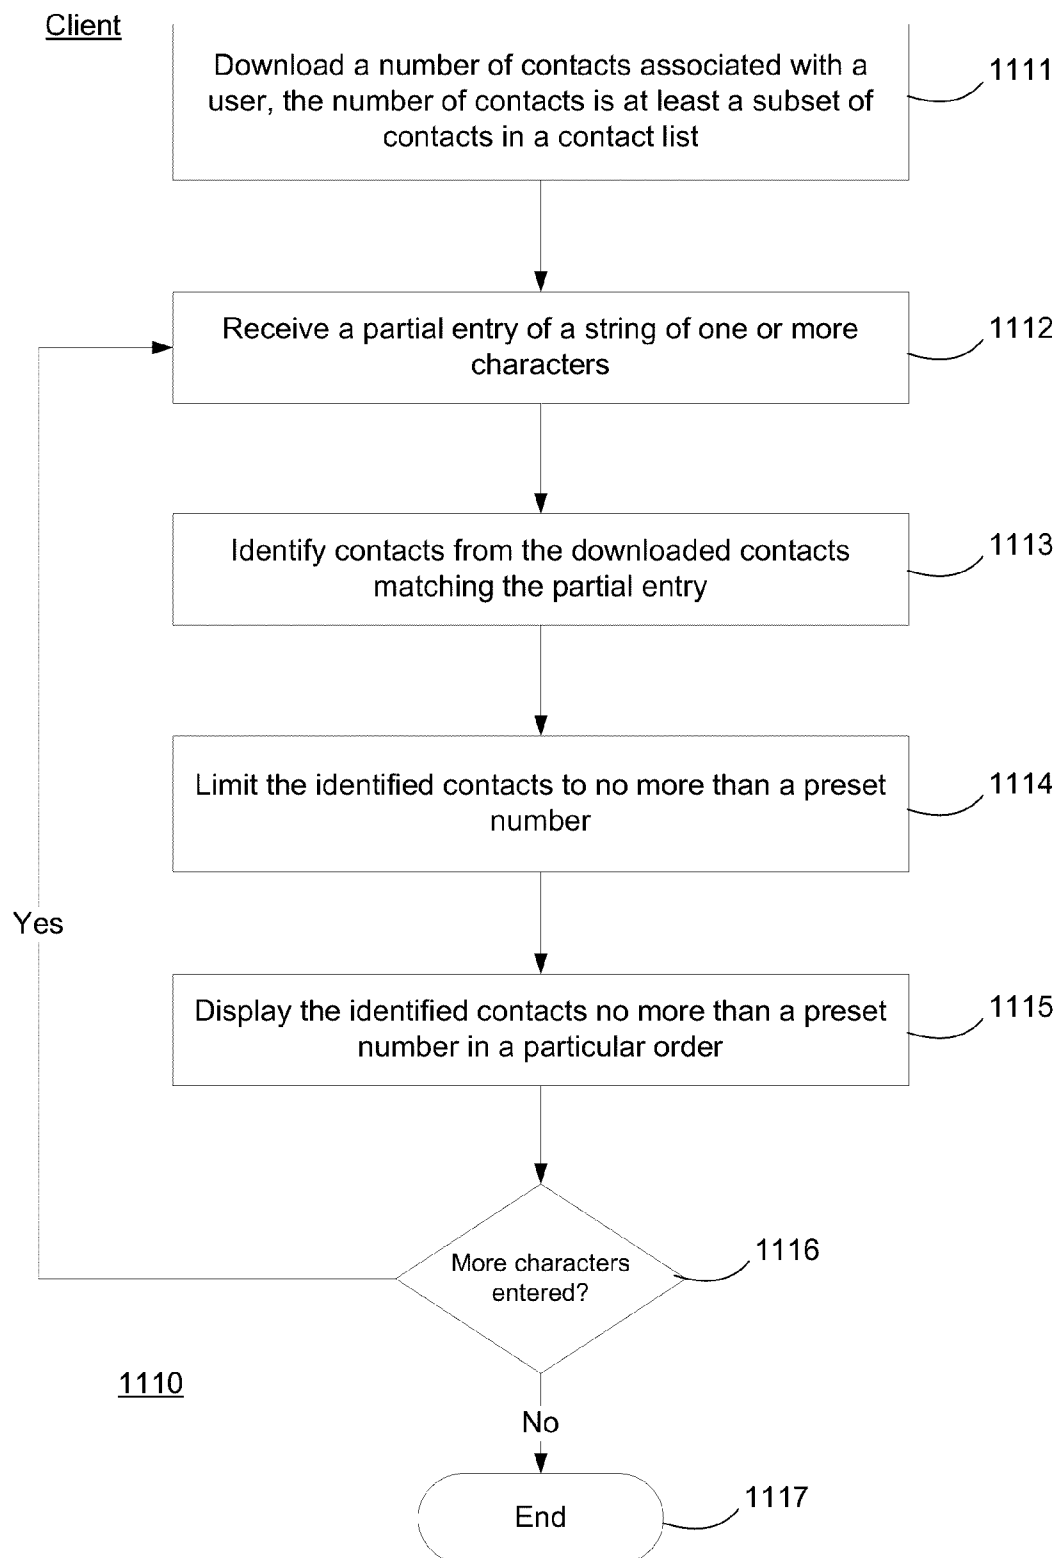 Client
Download a number of contacts associated with a
user, the number of contacts is at least a subset of
contacts in a contact list
1111
Receive a partial entry of a string of one or more
characters
1112
Identify contacts from the downloaded contacts
matching the partial entry
1113
Limit the identified contacts to no more than a preset
number
1114
Yes
Display the identified contacts no more than a preset
number in a particular order
1115
More characters
entered?
1116
1110
No
End
1117